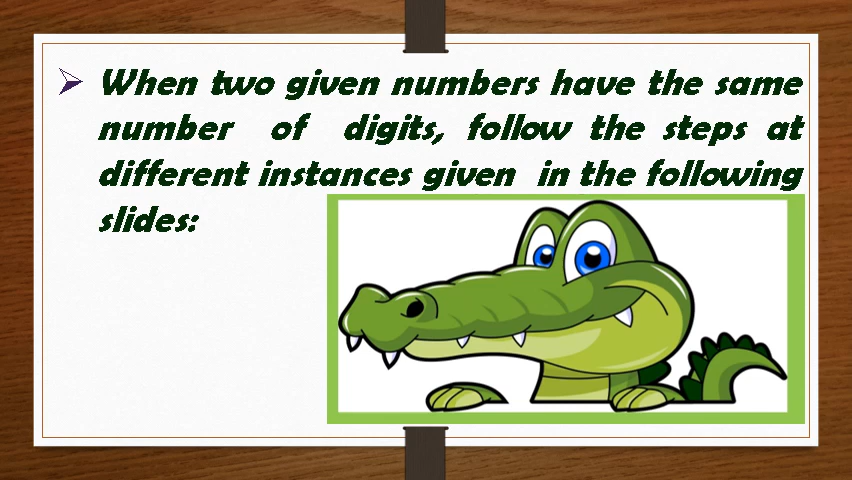 When two given numbers have the same
number of digits, follow the steps at
different instances given in the following
slides: